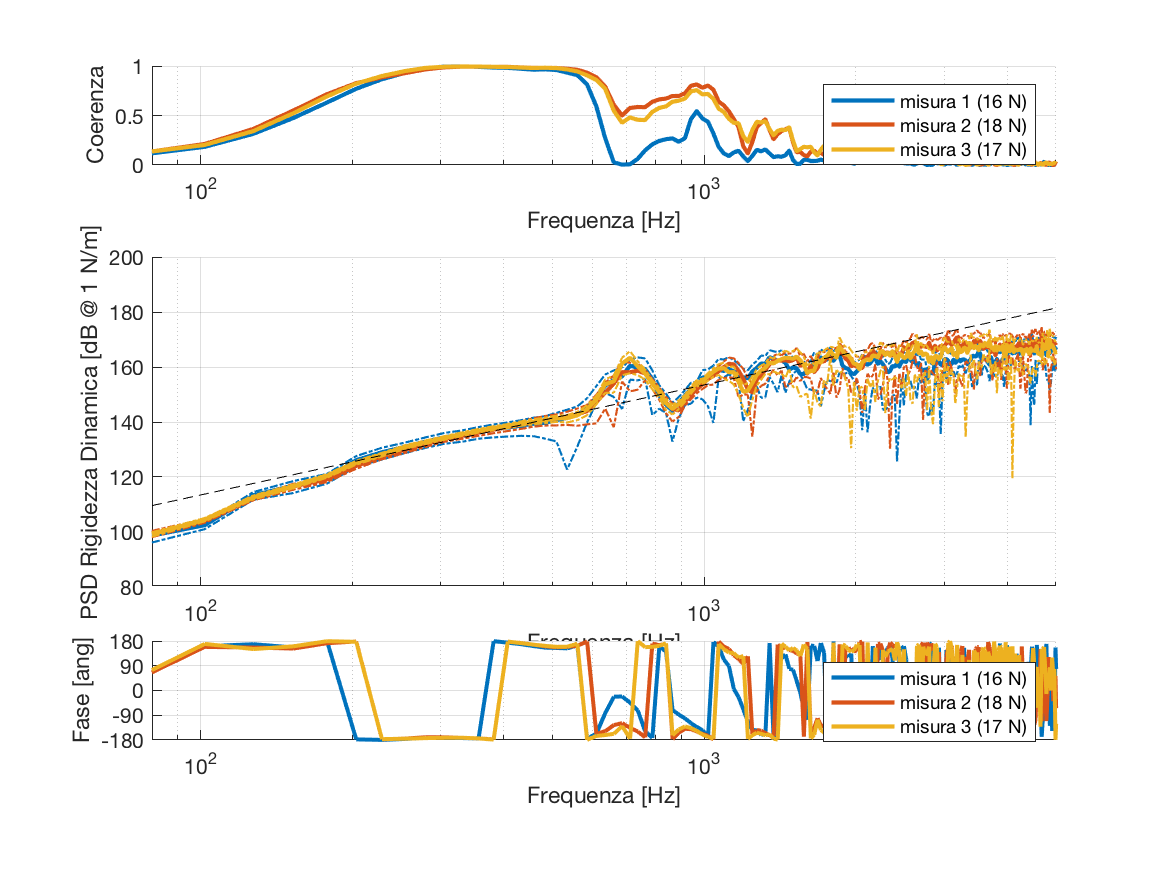 Coerenza
1
0.5
0
10^2
10^3
Frequenza [Hz]
misura 1 (16 N)
misura 2 (18 N)
misura 3 (17 N)
PSD Rigidezza Dinamica [dB @ 1 N/m]
200
180
160
140
120
100
80
10^2
10^3
Frequenza [Hz]
Fase [ang]
180
90
0
-90
-180
10^2
10^3
Frequenza [Hz]
misura 1 (16 N)
misura 2 (18 N)
misura 3 (17 N)